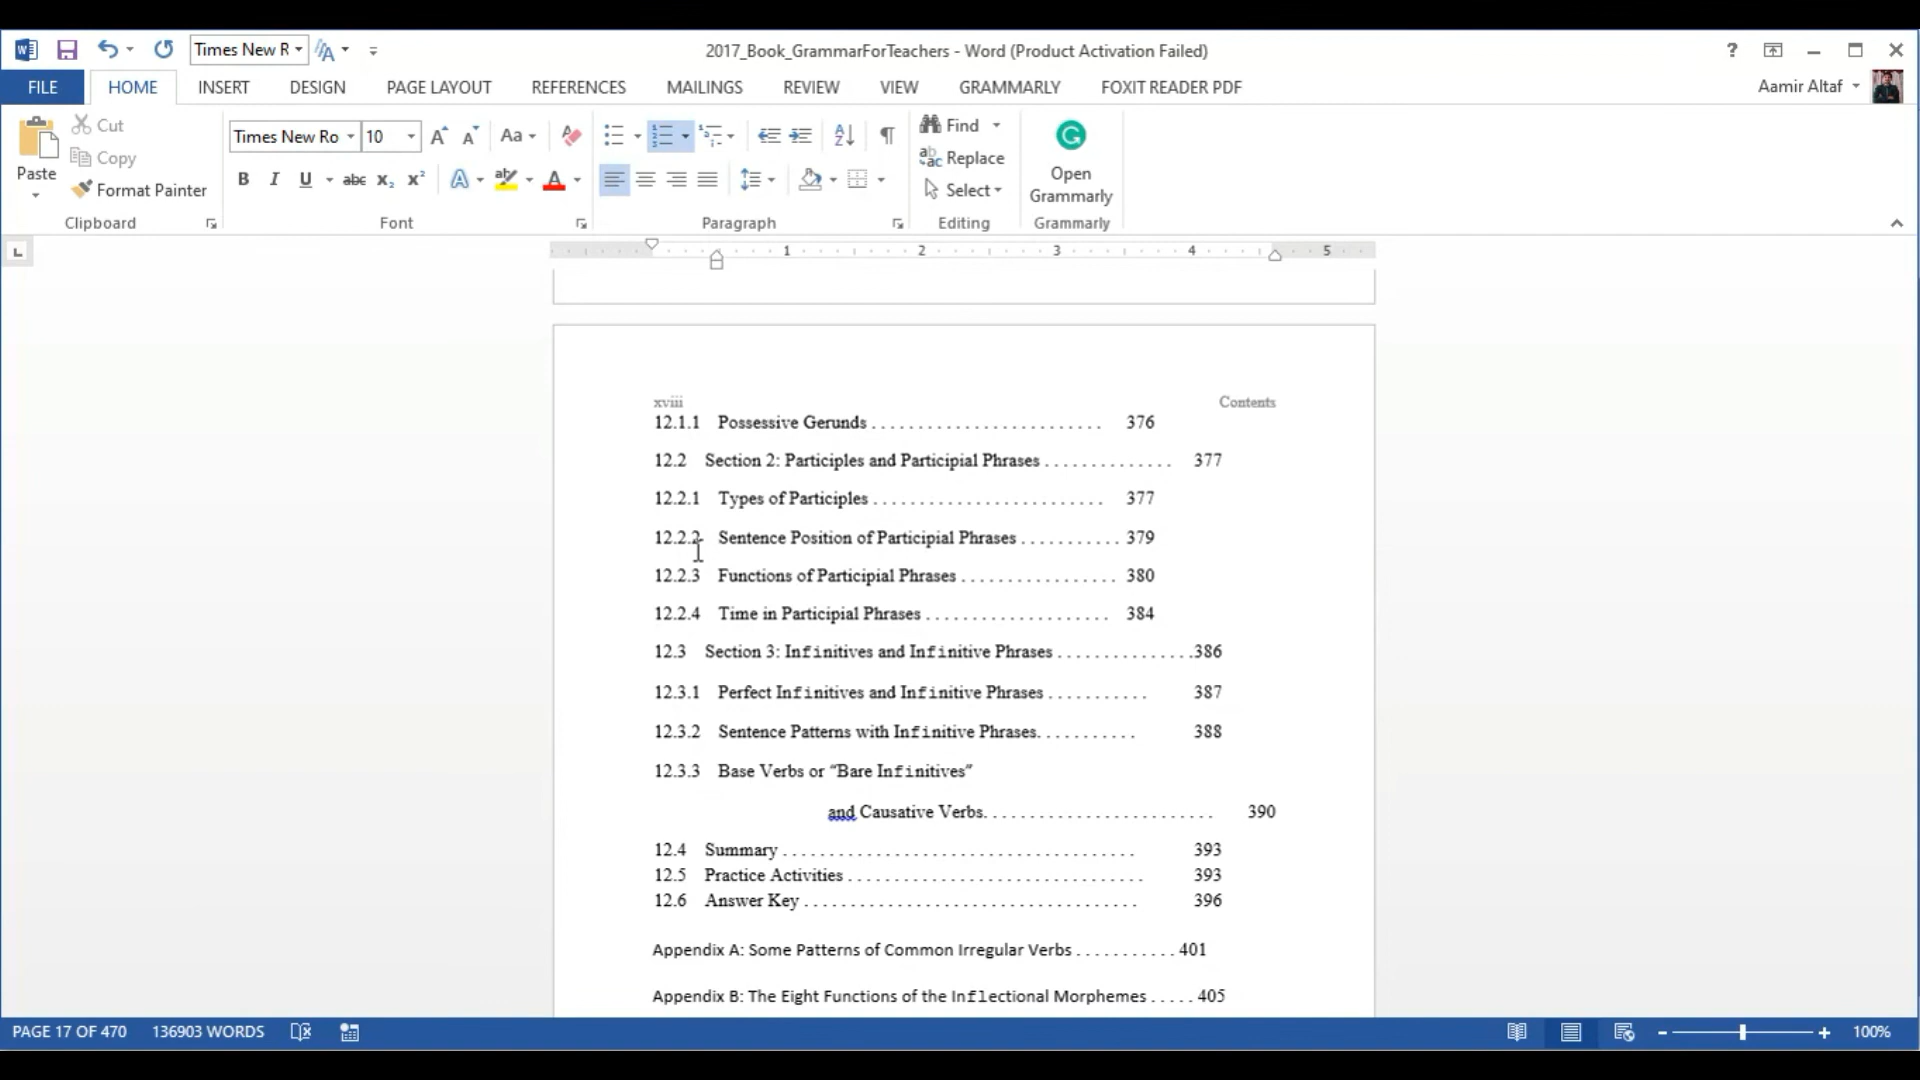 Times New R
2017_Book_GrammarForTeachers - Word (Product Activation Failed)
?
FILE HOME INSERT DESIGN PAGE LAYOUT REFERENCES MAILINGS REVIEW VIEW GRAMMARLY FOXIT READER PDF Aamir Altaf
Paste
Cut
Copy
Format Painter
Clipboard
Times New Ro 10
Font
Paragraph
Find
Replace
Select
Editing
Open Grammarly
Grammarly
1 2 3 4 5
xviii Contents
12.1.1 Possessive Gerunds . . . . . . . . . . . . . . . . . . . . . . . . . 376
12.2 Section 2: Participles and Participial Phrases . . . . . . . . . . . . . . 377
12.2.1 Types of Participles . . . . . . . . . . . . . . . . . . . . . . . . . 377
12.2.2 Sentence Position of Participial Phrases . . . . . . . . . . . 379
12.2.3 Functions of Participial Phrases . . . . . . . . . . . . . . . . . 380
12.2.4 Time in Participial Phrases . . . . . . . . . . . . . . . . . . . . 384
12.3 Section 3: Infinitives and Infinitive Phrases . . . . . . . . . . . . . . .386
12.3.1 Perfect Infinitives and Infinitive Phrases . . . . . . . . . . . 387
12.3.2 Sentence Patterns with Infinitive Phrases. . . . . . . . . . . 388
12.3.3 Base Verbs or “Bare Infinitives”
and Causative Verbs. . . . . . . . . . . . . . . . . . . . . . . . . 390
12.4 Summary . . . . . . . . . . . . . . . . . . . . . . . . . . . . . . . . . . . . . . 393
12.5 Practice Activities . . . . . . . . . . . . . . . . . . . . . . . . . . . . . . . . 393
12.6 Answer Key . . . . . . . . . . . . . . . . . . . . . . . . . . . . . . . . . . . . 396
Appendix A: Some Patterns of Common Irregular Verbs . . . . . . . . . . . 401
Appendix B: The Eight Functions of the Inflectional Morphemes . . . . . 405
PAGE 17 OF 470 136903 WORDS 100%